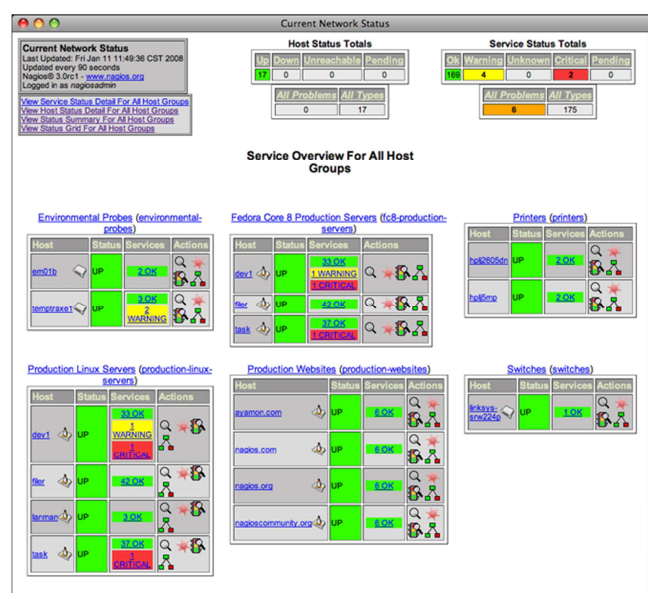 Current Network Status
Current Network Status
Last Updated: Fri Jan 11 11:49:36 CST 2008
Updated every 90 seconds
Nagios® 3.0rc1 - www.nagios.org
Logged in as nagiosadmin
View Service Status Detail For All Host Groups
View Host Status Detail For All Host Groups
View Status Summary For All Host Groups
View Status Grid For All Host Groups
Host Status Totals
Up Down Unreachable Pending
17 0 0 0
All Problems All Types
0 17
Service Status Totals
Ok Warning Unknown Critical Pending
169 4 0 2 0
All Problems All Types
6 175
Service Overview For All Host
Groups
Environmental Probes (environmental-
probes)
Host Status Services Actions
em01b UP 2 OK
temptraxe1 UP 3 OK
2
WARNING
Fedora Core 8 Production Servers (fc8-production-
servers)
Host Status Services Actions
dev1 UP 33 OK
1 WARNING
1 CRITICAL
filer UP 42 OK
task UP 37 OK
1 CRITICAL
Printers (printers)
Host Status Services Actions
hplj2605dn UP 2 OK
hplj5mp UP 2 OK
Production Linux Servers (production-linux-
servers)
Host Status Services Actions
dev1 UP 33 OK
1
WARNING
1
CRITICAL
filer UP 42 OK
lanman UP 3 OK
task UP 37 OK
1
CRITICAL
Production Websites (production-websites)
Host Status Services Actions
ayamon.com UP 6 OK
nagios.com UP 6 OK
nagios.org UP 6 OK
nagioscommunity.org UP 6 OK
Switches (switches)
Host Status Services Actions
linksys-
srw224p UP 1 OK